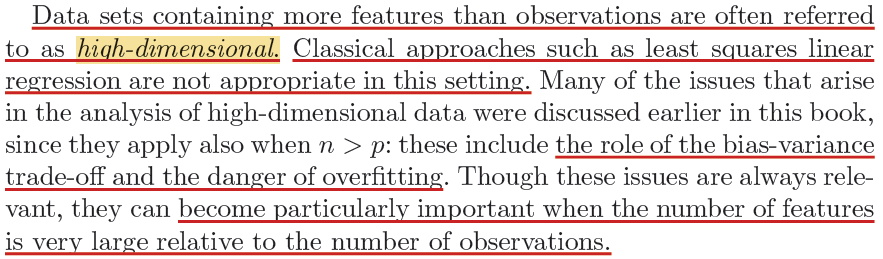 Data sets containing more features than observations are often referred
to as high-dimensional. Classical approaches such as least squares linear
regression are not appropriate in this setting. Many of the issues that arise
in the analysis of high-dimensional data were discussed earlier in this book,
since they apply also when n > p: these include the role of the bias-variance
trade-off and the danger of overfitting. Though these issues are always rele-
vant, they can become particularly important when the number of features
is very large relative to the number of observations.